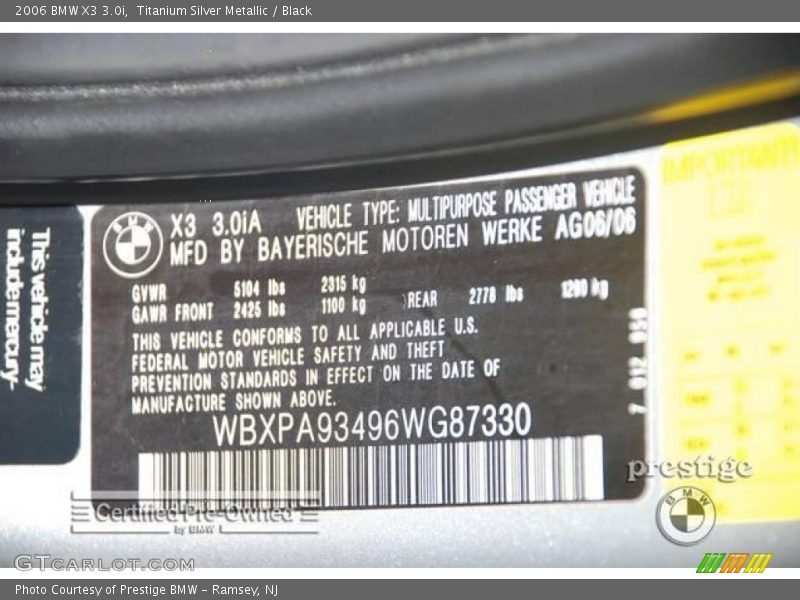 2006 BMW X3 3.0i, Titanium Silver Metallic / Black
IMPORTANT!
This vehicle may
include mercury-
BMW
X3 3.0iA VEHICLE TYPE: MULTIPURPOSE PASSENGER VEHICLE
MFD BY BAYERISCHE MOTOREN WERKE AG06/06
GVWR 5104 lbs 2315 kg
GAWR FRONT 2425 lbs 1100 kg REAR 2778 lbs 1260 kg
THIS VEHICLE CONFORMS TO ALL APPLICABLE U.S.
FEDERAL MOTOR VEHICLE SAFETY AND THEFT
PREVENTION STANDARDS IN EFFECT ON THE DATE OF
MANUFACTURE SHOWN ABOVE.
WBXPA93496WG87330
7 012 950
prestige
BMW
Certified Pre-Owned
by BMW
GTcarlot.com
Photo Courtesy of Prestige BMW - Ramsey, NJ